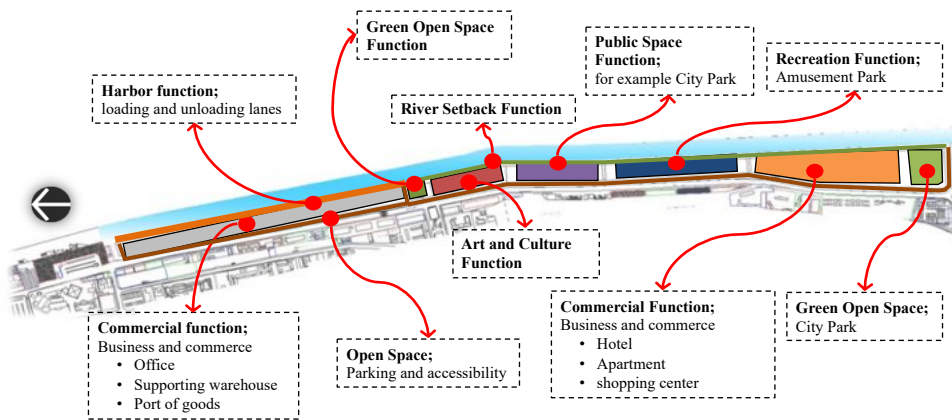 Green Open Space
Function
Public Space
Function;
for example City Park
Recreation Function;
Amusement Park
Harbor function;
loading and unloading lanes
River Setback Function
Art and Culture
Function
Commercial function;
Business and commerce
• Office
• Supporting warehouse
• Port of goods
Open Space;
Parking and accessibility
Commercial Function;
Business and commerce
• Hotel
• Apartment
• shopping center
Green Open Space;
City Park